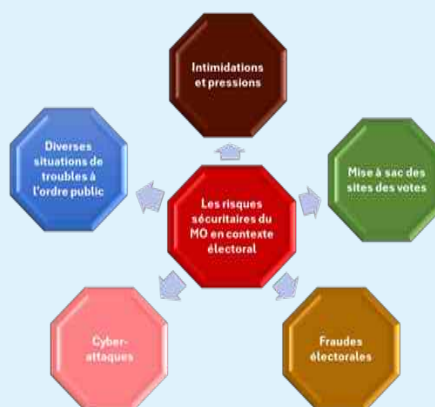 Intimidations
et pressions
Diverses
situations de
troubles à
l'ordre public
Les risques
sécuritaires du
MO en contexte
électoral
Mise à sac des
sites des votes
Cyber-
attaques
Fraudes
électorales